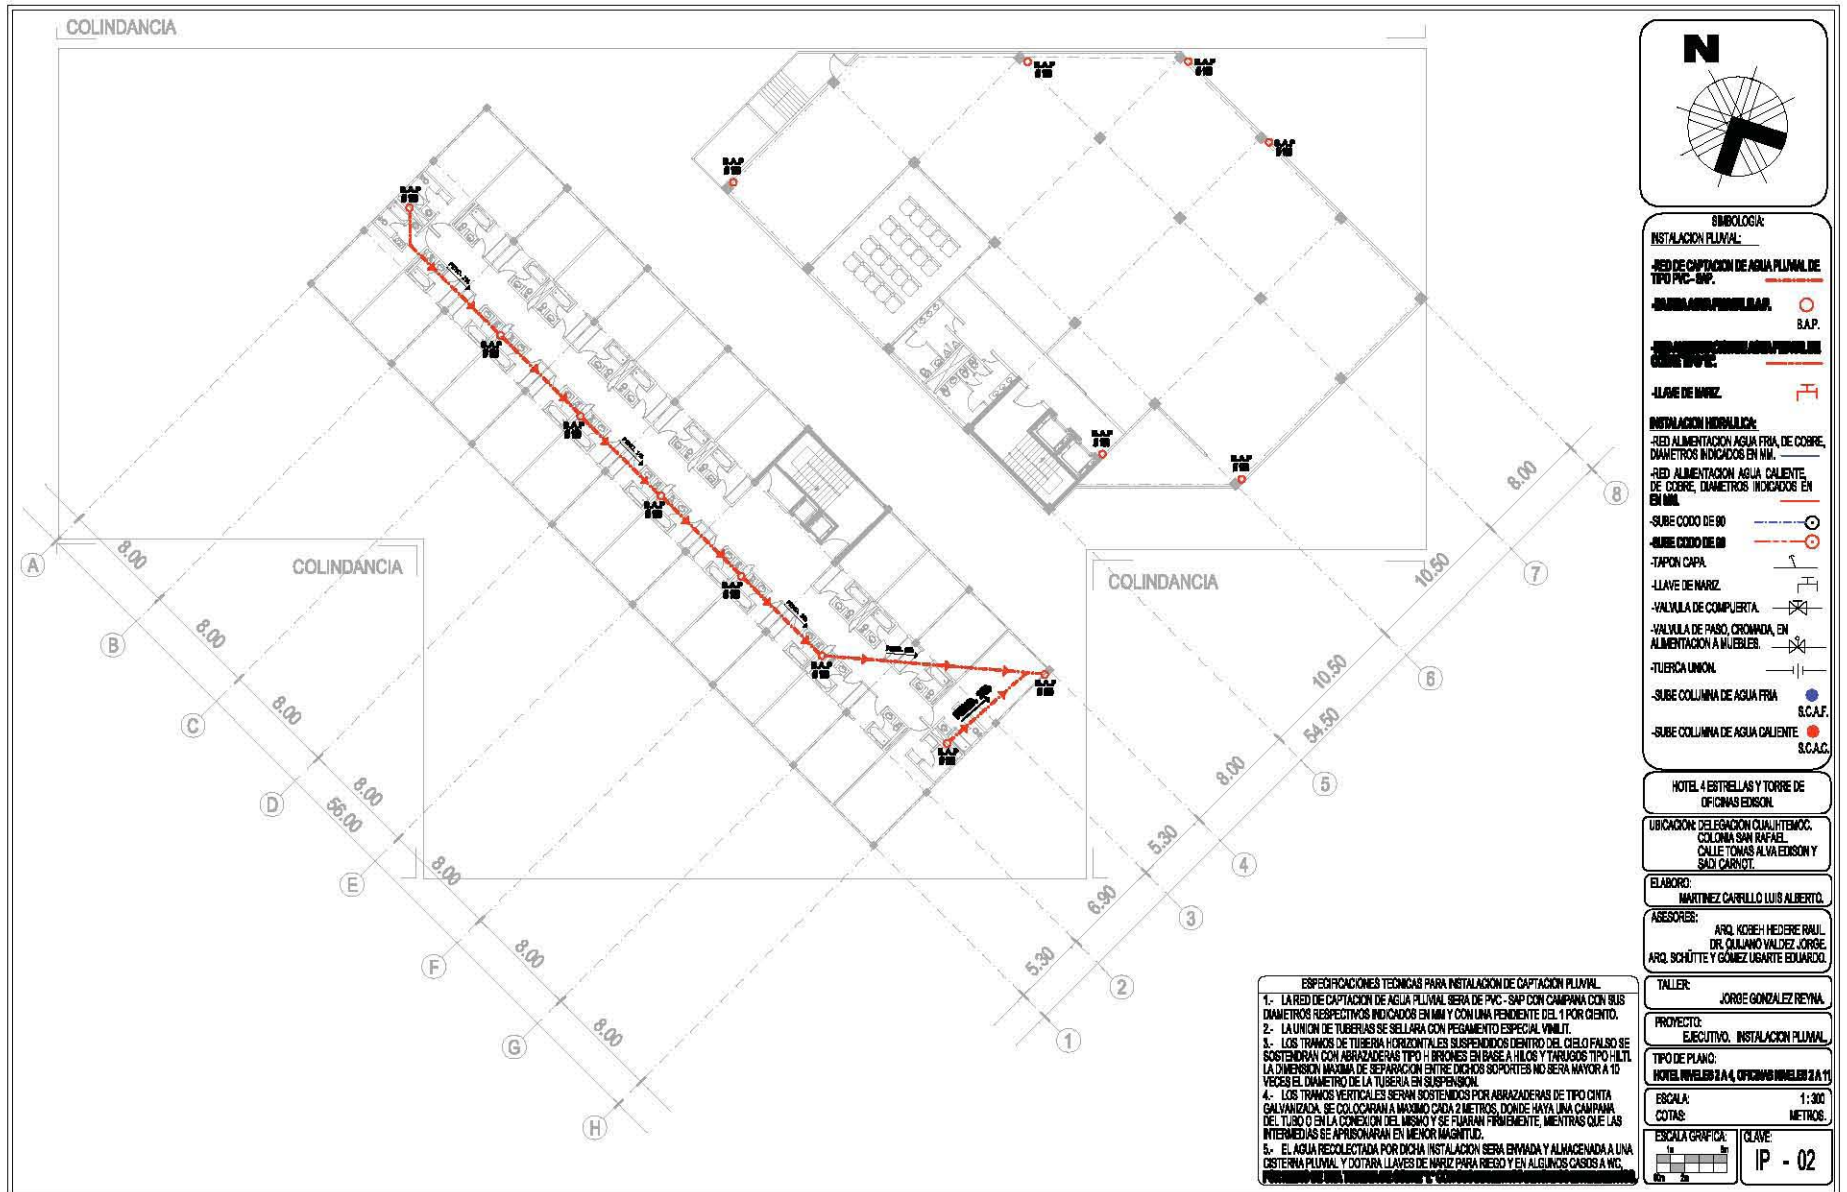 COLINDANCIA
N
B.A.P
B.A.P
B.A.P
B.A.P
B.A.P
B.A.P
B.A.P
B.A.P
B.A.P
B.A.P
B.A.P
B.A.P
B.A.P
B.A.P
COLINDANCIA
COLINDANCIA
A
B
C
D
E
F
G
H
8.00
8.00
8.00
8.00
56.00
8.00
8.00
8.00
1
2
3
4
5
6
7
8
5.30
6.90
5.30
8.00
54.50
10.50
10.50
8.00
SIMBOLOGIA:
INSTALACION PLUVIAL:
-RED DE CAPTACION DE AGUA PLUVIAL DE
TIPO PVC - SAP.
B.A.P.
-LLAVE DE NARIZ.
INSTALACION HIDRAULICA:
-RED ALIMENTACION AGUA FRIA, DE COBRE,
DIAMETROS INDICADOS EN MM.
-RED ALIMENTACION AGUA CALIENTE,
DE COBRE, DIAMETROS INDICADOS EN
EN MM.
-SUBE CODO DE 90
-SUBE CODO DE 90
-TAPON CAPA.
-LLAVE DE NARIZ.
-VALVULA DE COMPUERTA.
-VALVULA DE PASO, CROMADA, EN
ALIMENTACION A MUEBLES.
-TUERCA UNION.
-SUBE COLUMNA DE AGUA FRIA
S.C.A.F.
-SUBE COLUMNA DE AGUA CALIENTE
S.C.A.C.
HOTEL 4 ESTRELLAS Y TORRE DE
OFICINAS EDISON.
UBICACION: DELEGACION CUAUHTEMOC.
COLONIA SAN RAFAEL.
CALLE TOMAS ALVA EDISON Y
SADI CARNOT.
ELABORO:
MARTINEZ CARRILLO LUIS ALBERTO.
ASESORES:
ARQ. KOBEH HEDERE RAUL.
DR. QUIJANO VALDEZ JORGE.
ARQ. SCHÜTTE Y GÓMEZ UGARTE EDUARDO.
TALLER:
JORGE GONZALEZ REYNA.
PROYECTO:
EJECUTIVO. INSTALACION PLUVIAL.
TIPO DE PLANO:
HOTEL NIVELES 2 A 4, OFICINAS NIVELES 2 A 11
ESCALA: 1 : 300
COTAS: METROS.
ESCALA GRAFICA:
CLAVE:
IP - 02
ESPECIFICACIONES TECNICAS PARA INSTALACION DE CAPTACION PLUVIAL.
1.- LA RED DE CAPTACION DE AGUA PLUVIAL SERA DE PVC - SAP CON CAMPANA CON SUS
DIAMETROS RESPECTIVOS INDICADOS EN MM Y CON UNA PENDIENTE DEL 1 POR CIENTO.
2.- LA UNION DE TUBERIAS SE SELLARA CON PEGAMENTO ESPECIAL VINILIT.
3.- LOS TRAMOS DE TUBERIA HORIZONTALES SUSPENDIDOS DENTRO DEL CIELO FALSO SE
SOSTENDRAN CON ABRAZADERAS TIPO H BRIONES EN BASE A HILOS Y TARUGOS TIPO HILTI.
LA DIMENSION MAXIMA DE SEPARACION ENTRE DICHOS SOPORTES NO SERA MAYOR A 10
VECES EL DIAMETRO DE LA TUBERIA EN SUSPENSION.
4.- LOS TRAMOS VERTICALES SERAN SOSTENIDOS POR ABRAZADERAS DE TIPO CINTA
GALVANIZADA. SE COLOCARAN A MAXIMO CADA 2 METROS, DONDE HAYA UNA CAMPANA
DEL TUBO O EN LA CONEXION DEL MISMO Y SE FIJARAN FIRMEMENTE, MIENTRAS QUE LAS
INTERMEDIAS SE APRISONARAN EN MENOR MAGNITUD.
5.- EL AGUA RECOLECTADA POR DICHA INSTALACION SERA ENVIADA Y ALMACENADA A UNA
CISTERNA PLUVIAL Y DOTARA LLAVES DE NARIZ PARA RIEGO Y EN ALGUNOS CASOS A WC,